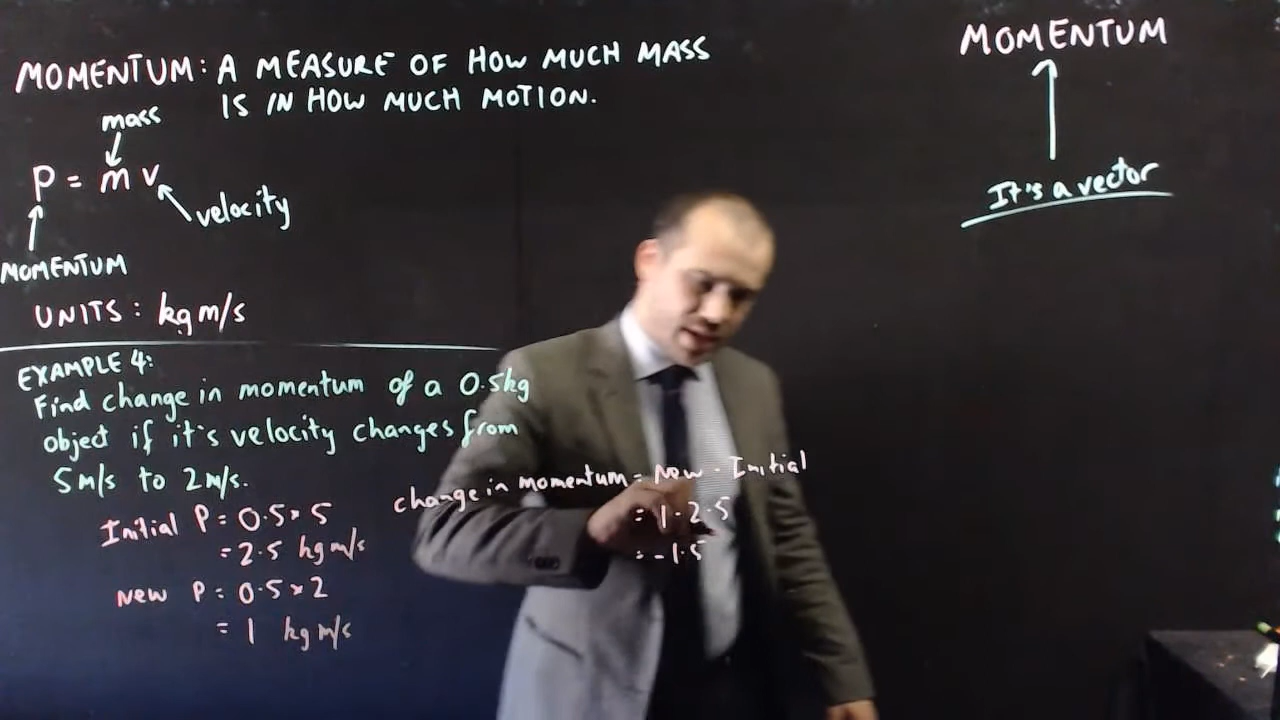 MOMENTUM: A MEASURE OF HOW MUCH MASS
IS IN HOW MUCH MOTION.
mass
P = m v
velocity
MOMENTUM
UNITS: kg m/s
EXAMPLE 4:
Find change in momentum of a 0.5kg
object if it's velocity changes from
5m/s to 2m/s.
Initial P = 0.5 × 5
= 2.5 kg m/s
New P = 0.5 × 2
= 1 kg m/s
change in momentum = New - Initial
= 1 - 2.5
= -1.5
MOMENTUM
It's a vector